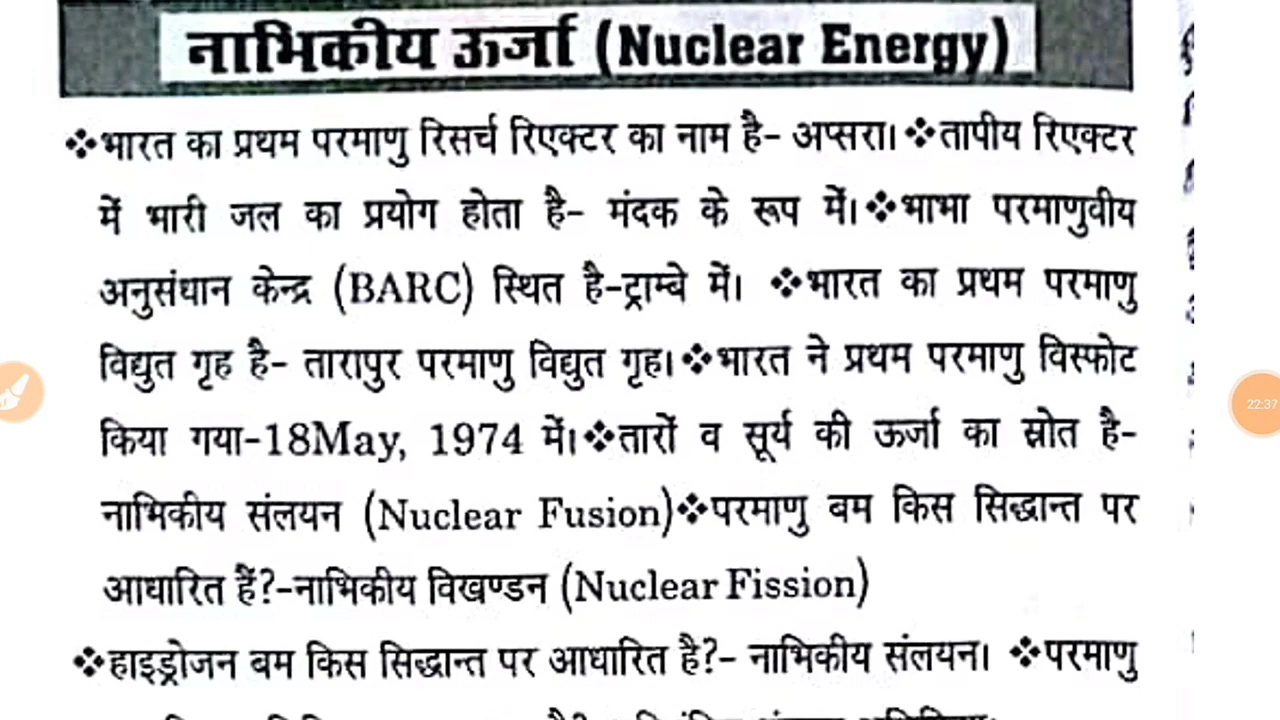 नाभिकीय ऊर्जा (Nuclear Energy)
❖भारत का प्रथम परमाणु रिसर्च रिएक्टर का नाम है- अप्सरा।❖तापीय रिएक्टर
में भारी जल का प्रयोग होता है- मंदक के रूप में।❖भाभा परमाणुवीय
अनुसंधान केन्द्र (BARC) स्थित है-ट्राम्बे में। ❖भारत का प्रथम परमाणु
विद्युत गृह है- तारापुर परमाणु विद्युत गृह।❖भारत ने प्रथम परमाणु विस्फोट
किया गया-18May, 1974 में।❖तारों व सूर्य की ऊर्जा का स्रोत है-
नाभिकीय संलयन (Nuclear Fusion)❖परमाणु बम किस सिद्धान्त पर
आधारित हैं?-नाभिकीय विखण्डन (Nuclear Fission)
❖हाइड्रोजन बम किस सिद्धान्त पर आधारित है?- नाभिकीय संलयन। ❖परमाणु
22:37